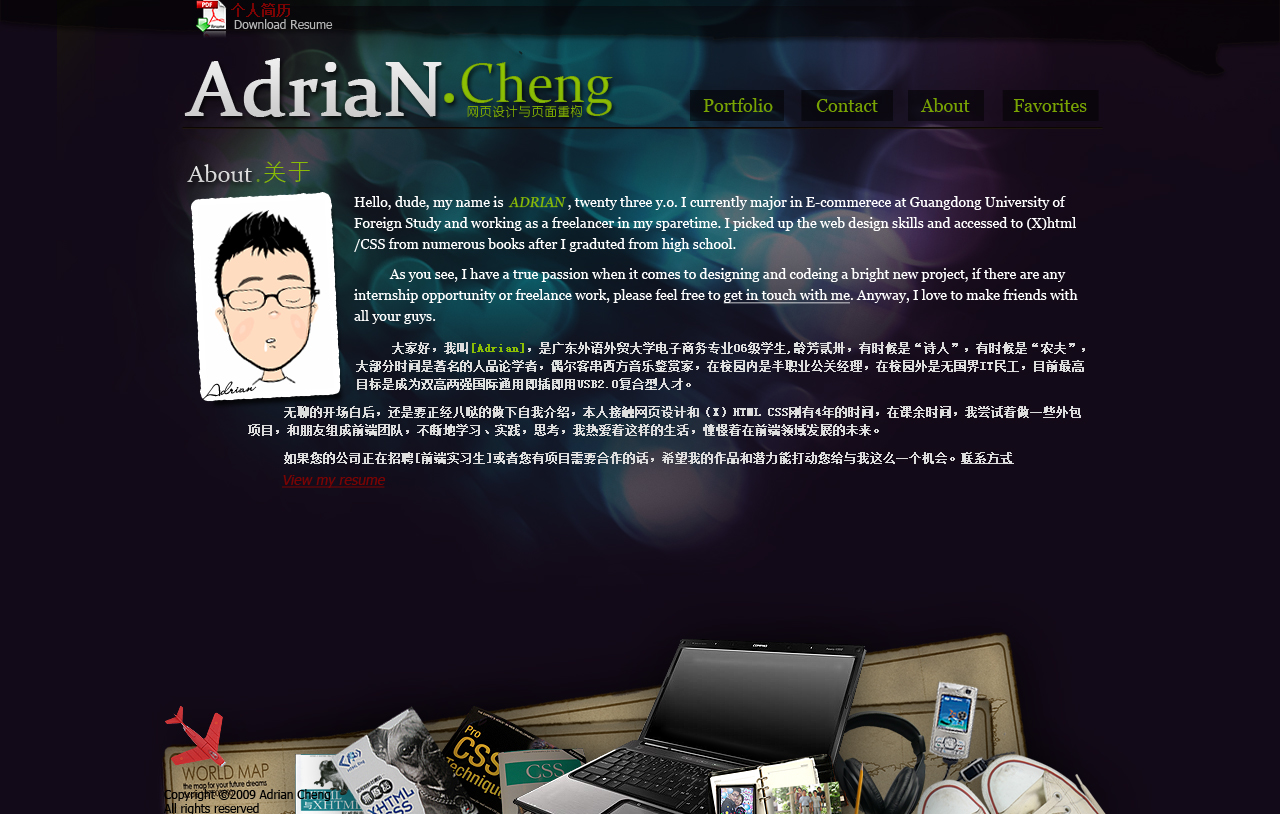 个人简历
Download Resume
AdriaN.Cheng
网页设计与页面重构
Portfolio
Contact
About
Favorites
About .关于
Hello, dude, my name is ADRIAN , twenty three y.o. I currently major in E-commerece at Guangdong University of
Foreign Study and working as a freelancer in my sparetime. I picked up the web design skills and accessed to (X)html
/CSS from numerous books after I graduted from high school.
As you see, I have a true passion when it comes to designing and codeing a bright new project, if there are any
internship opportunity or freelance work, please feel free to get in touch with me. Anyway, I love to make friends with
all your guys.
Adrian
大家好，我叫[Adrian]，是广东外语外贸大学电子商务专业06级学生,龄芳贰卅，有时候是“诗人”，有时候是“农夫”，
大部分时间是著名的人品论学者，偶尔客串西方音乐鉴赏家，在校园内是半职业公关经理，在校园外是无国界IT民工，目前最高
目标是成为双高两强国际通用即插即用USB2.0复合型人才。
无聊的开场白后，还是要正经八哒的做下自我介绍，本人接触网页设计和（X）HTML CSS刚有4年的时间，在课余时间，我尝试着做一些外包
项目，和朋友组成前端团队，不断地学习、实践，思考，我热爱着这样的生活，憧憬着在前端领域发展的未来。
如果您的公司正在招聘[前端实习生]或者您有项目需要合作的话，希望我的作品和潜力能打动您给与我这么一个机会。联系方式
View my resume
WORLD MAP
the map for your future dreams
Copyright ©2009 Adrian Cheng
All rights reserved
与XHTML
XHTML
CSS
Pro
CSS
Techniques
CSS